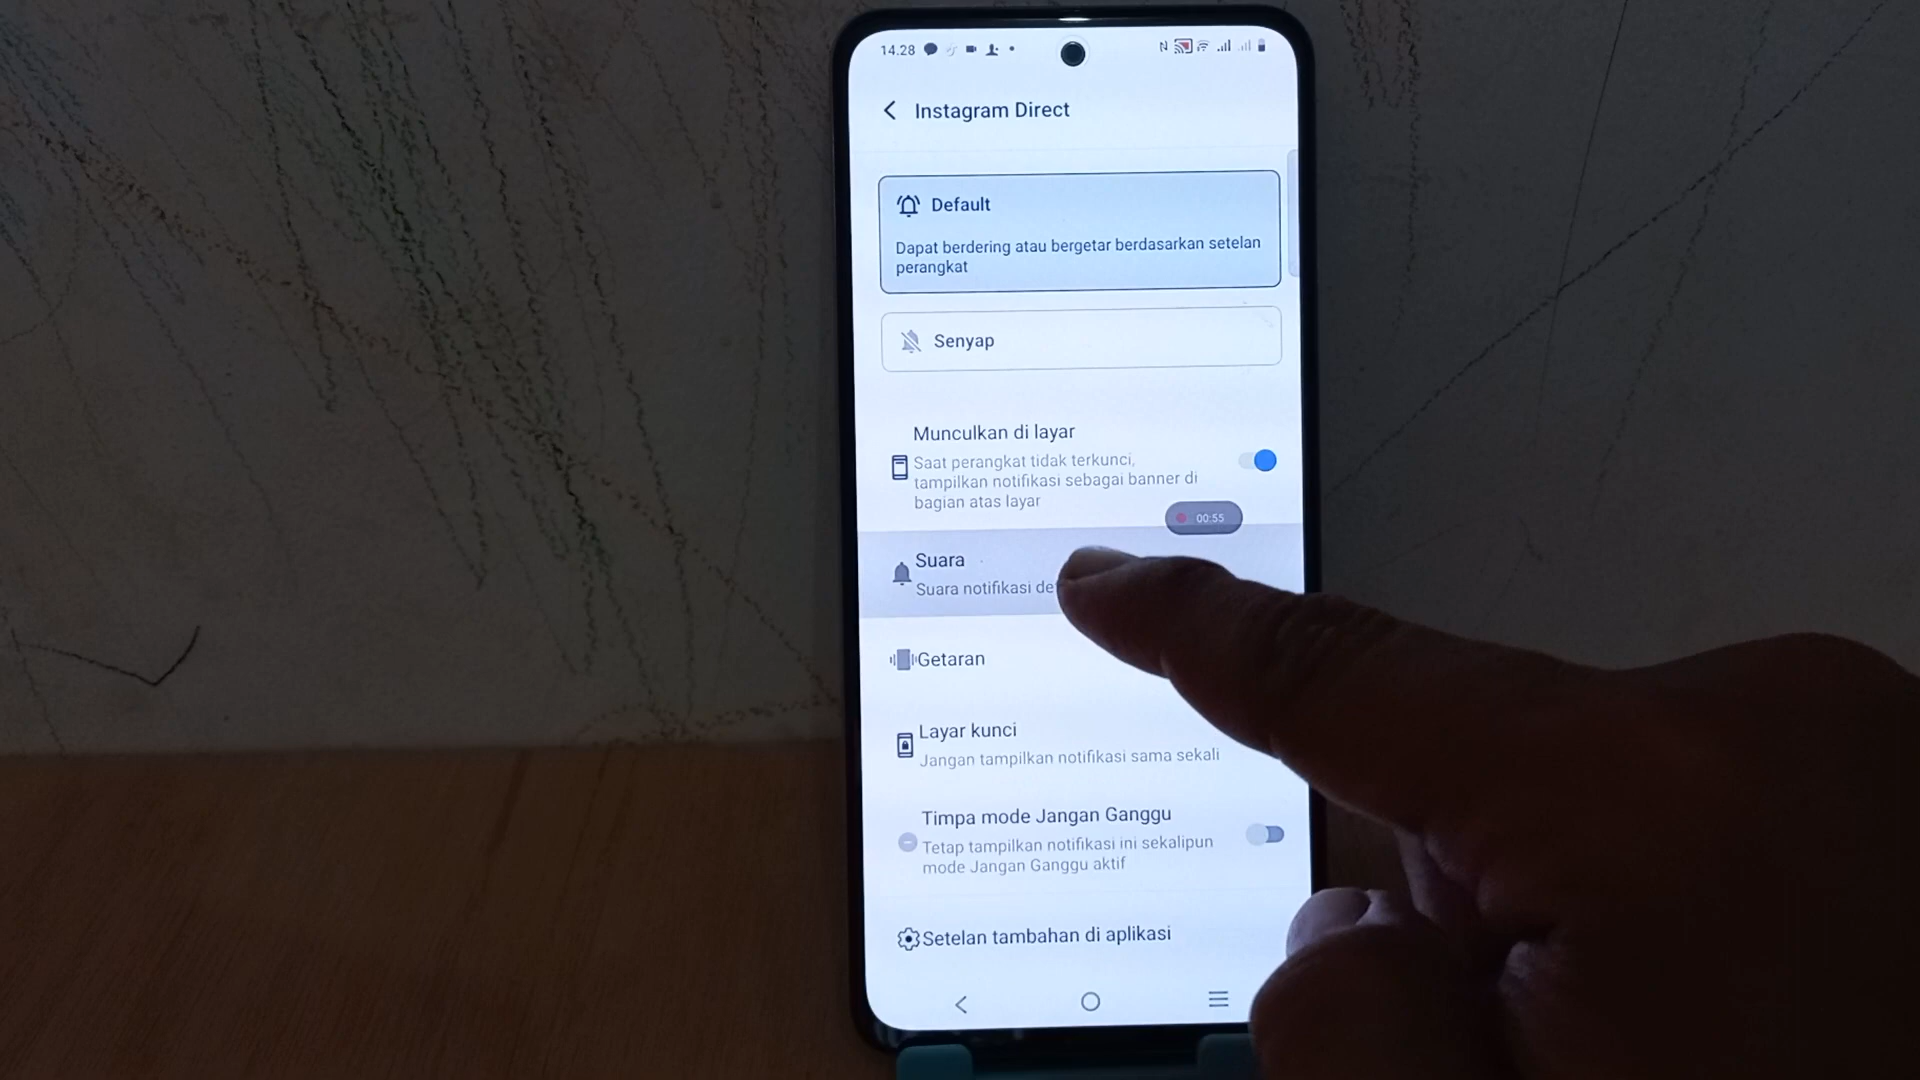 14.28
Instagram Direct
Default
Dapat berdering atau bergetar berdasarkan setelan
perangkat
Senyap
Munculkan di layar
Saat perangkat tidak terkunci,
tampilkan notifikasi sebagai banner di
bagian atas layar
00:55
Suara
Suara notifikasi
Getaran
Layar kunci
Jangan tampilkan notifikasi sama sekali
Timpa mode Jangan Ganggu
Tetap tampilkan notifikasi ini sekalipun
mode Jangan Ganggu aktif
Setelan tambahan di aplikasi